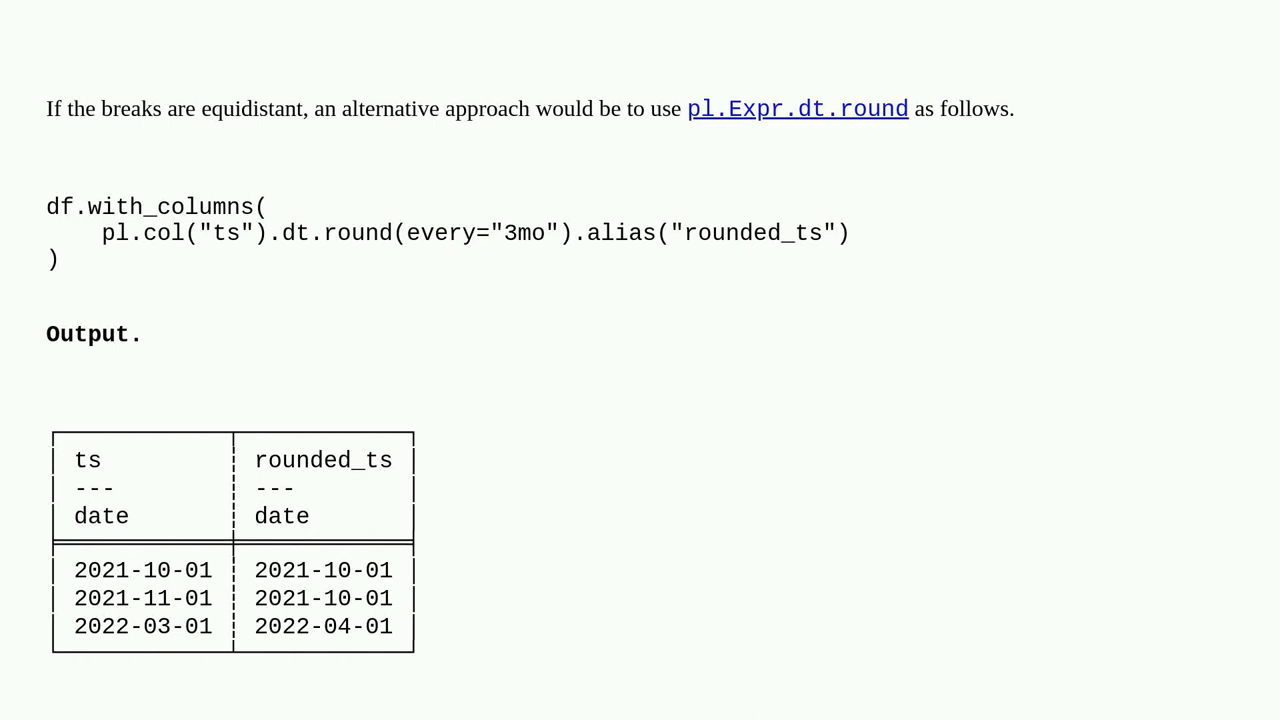 If the breaks are equidistant, an alternative approach would be to use pl.Expr.dt.round as follows.
df.with_columns(
    pl.col("ts").dt.round(every="3mo").alias("rounded_ts")
)
Output.
┌────────────┬────────────┐
│ ts         ┆ rounded_ts │
│ ---        ┆ ---        │
│ date       ┆ date       │
╞════════════╪════════════╡
│ 2021-10-01 ┆ 2021-10-01 │
│ 2021-11-01 ┆ 2021-10-01 │
│ 2022-03-01 ┆ 2022-04-01 │
└────────────┴────────────┘